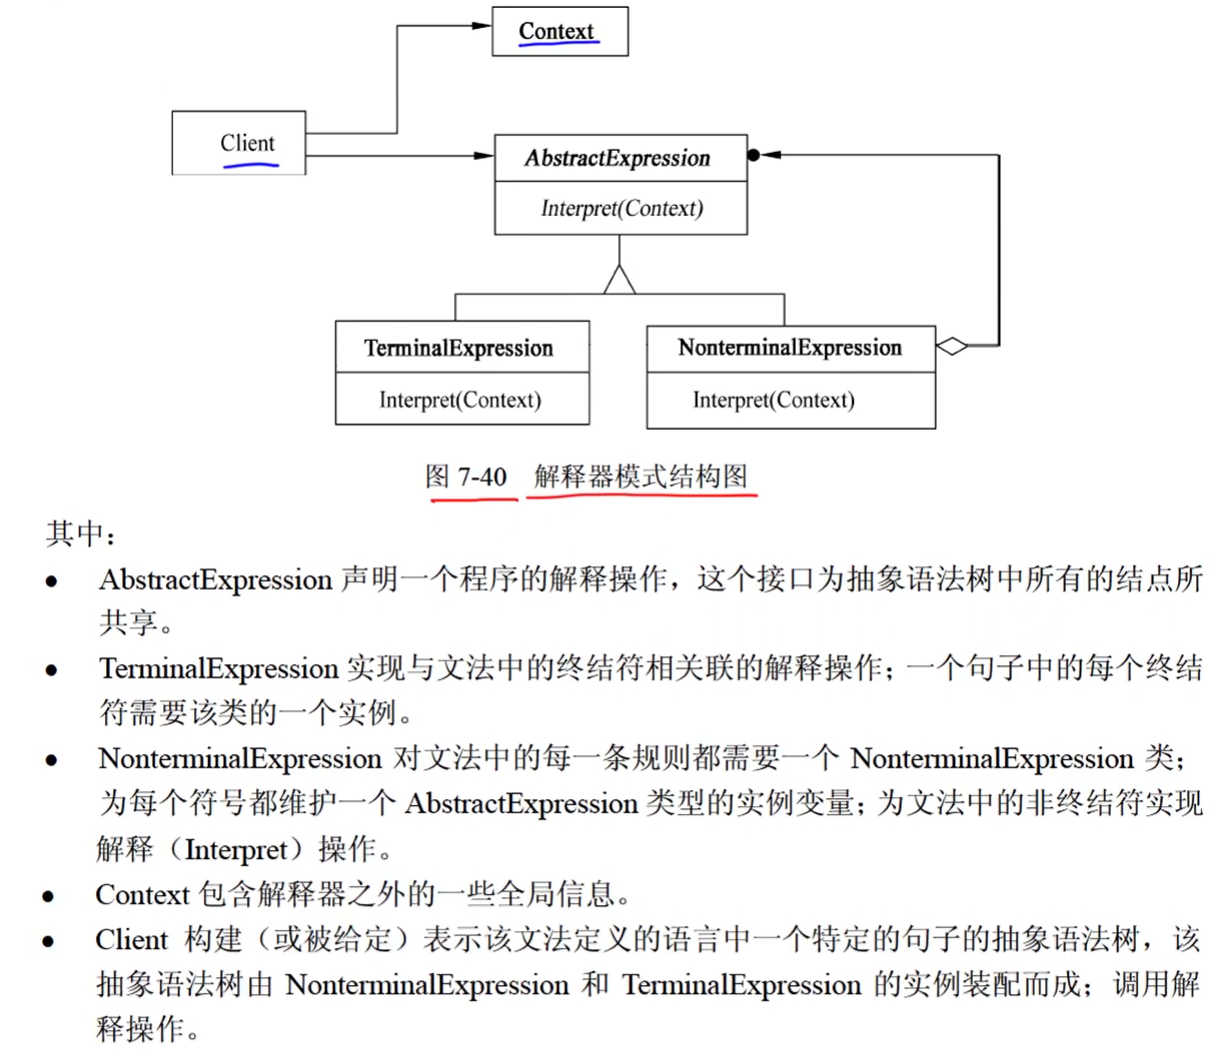 Context
Client
AbstractExpression
Interpret(Context)
TerminalExpression
Interpret(Context)
NonterminalExpression
Interpret(Context)
图 7-40 解释器模式结构图
其中：
● AbstractExpression 声明一个程序的解释操作，这个接口为抽象语法树中所有的结点所
共享。
● TerminalExpression 实现与文法中的终结符相关联的解释操作；一个句子中的每个终结
符需要该类的一个实例。
● NonterminalExpression 对文法中的每一条规则都需要一个 NonterminalExpression 类；
为每个符号都维护一个 AbstractExpression 类型的实例变量；为文法中的非终结符实现
解释（Interpret）操作。
● Context 包含解释器之外的一些全局信息。
● Client 构建（或被给定）表示该文法定义的语言中一个特定的句子的抽象语法树，该
抽象语法树由 NonterminalExpression 和 TerminalExpression 的实例装配而成；调用解
释操作。